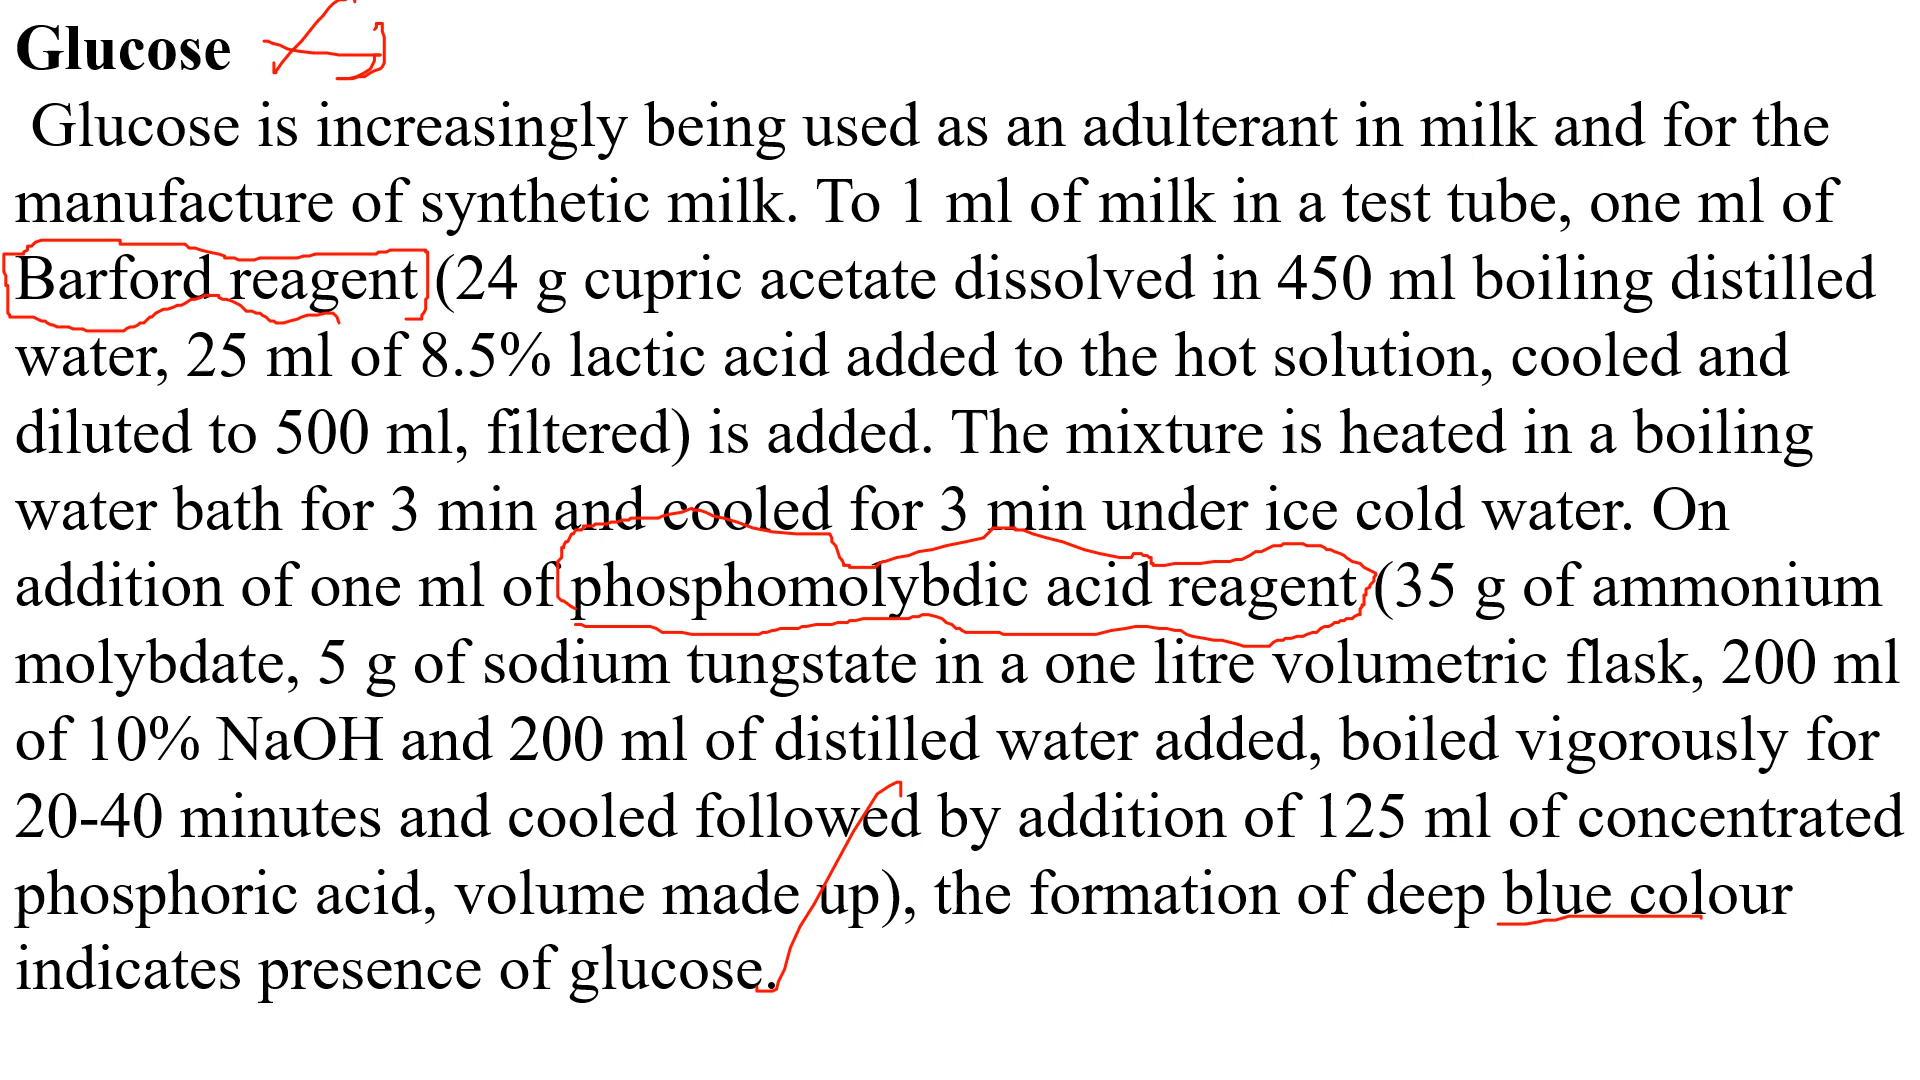 Glucose
Glucose is increasingly being used as an adulterant in milk and for the
manufacture of synthetic milk. To 1 ml of milk in a test tube, one ml of
Barford reagent (24 g cupric acetate dissolved in 450 ml boiling distilled
water, 25 ml of 8.5% lactic acid added to the hot solution, cooled and
diluted to 500 ml, filtered) is added. The mixture is heated in a boiling
water bath for 3 min and cooled for 3 min under ice cold water. On
addition of one ml of phosphomolybdic acid reagent (35 g of ammonium
molybdate, 5 g of sodium tungstate in a one litre volumetric flask, 200 ml
of 10% NaOH and 200 ml of distilled water added, boiled vigorously for
20-40 minutes and cooled followed by addition of 125 ml of concentrated
phosphoric acid, volume made up), the formation of deep blue colour
indicates presence of glucose.